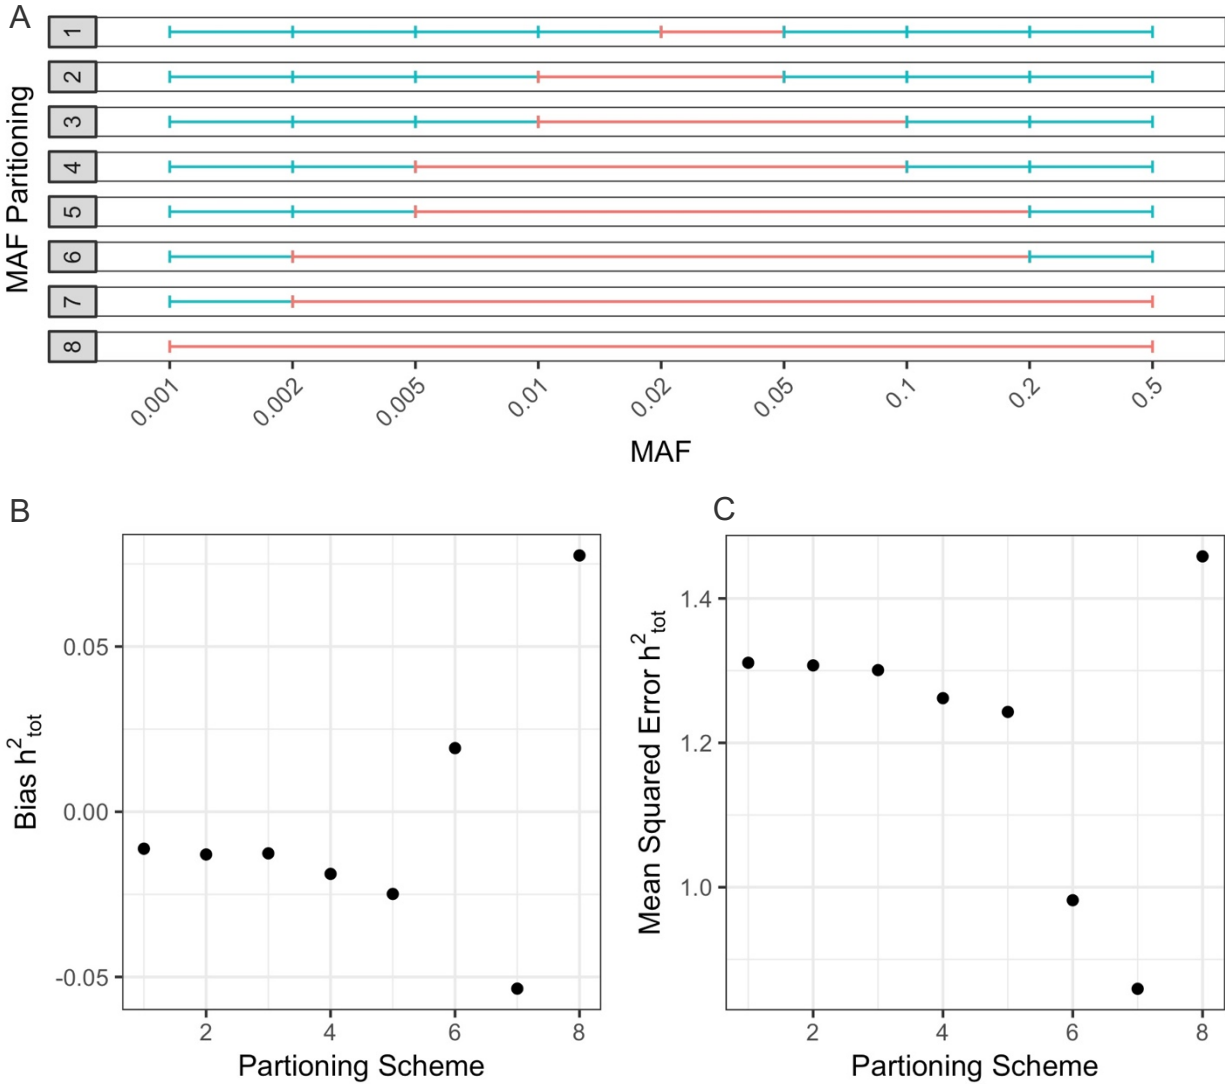 A
MAF Paritioning
1
2
3
4
5
6
7
8
0.001 0.002 0.005 0.01 0.02 0.05 0.1 0.2 0.5
MAF
B
Bias h²tot
0.05
0.00
-0.05
2 4 6 8
Partioning Scheme
C
Mean Squared Error h²tot
1.4
1.2
1.0
2 4 6 8
Partioning Scheme